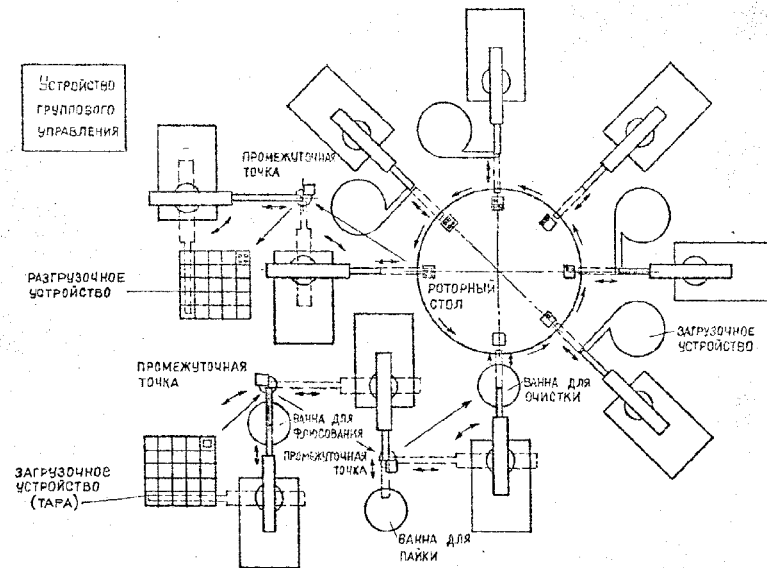 УСТРОЙСТВО
ГРУППОВОГО
УПРАВЛЕНИЯ
ПРОМЕЖУТОЧНАЯ
ТОЧКА
РАЗГРУЗОЧНОЕ
УСТРОЙСТВО
РОТОРНЫЙ
СТОЛ
ЗАГРУЗОЧНОЕ
УСТРОЙСТВО
ПРОМЕЖУТОЧНАЯ
ТОЧКА
ВАННА ДЛЯ
ОЧИСТКИ
ВАННА ДЛЯ
ФЛЮСОВАНИЯ
ПРОМЕЖУТОЧНАЯ
ТОЧКА
ЗАГРУЗОЧНОЕ
УСТРОЙСТВО
(ТАРА)
ВАННА ДЛЯ
ПАЙКИ